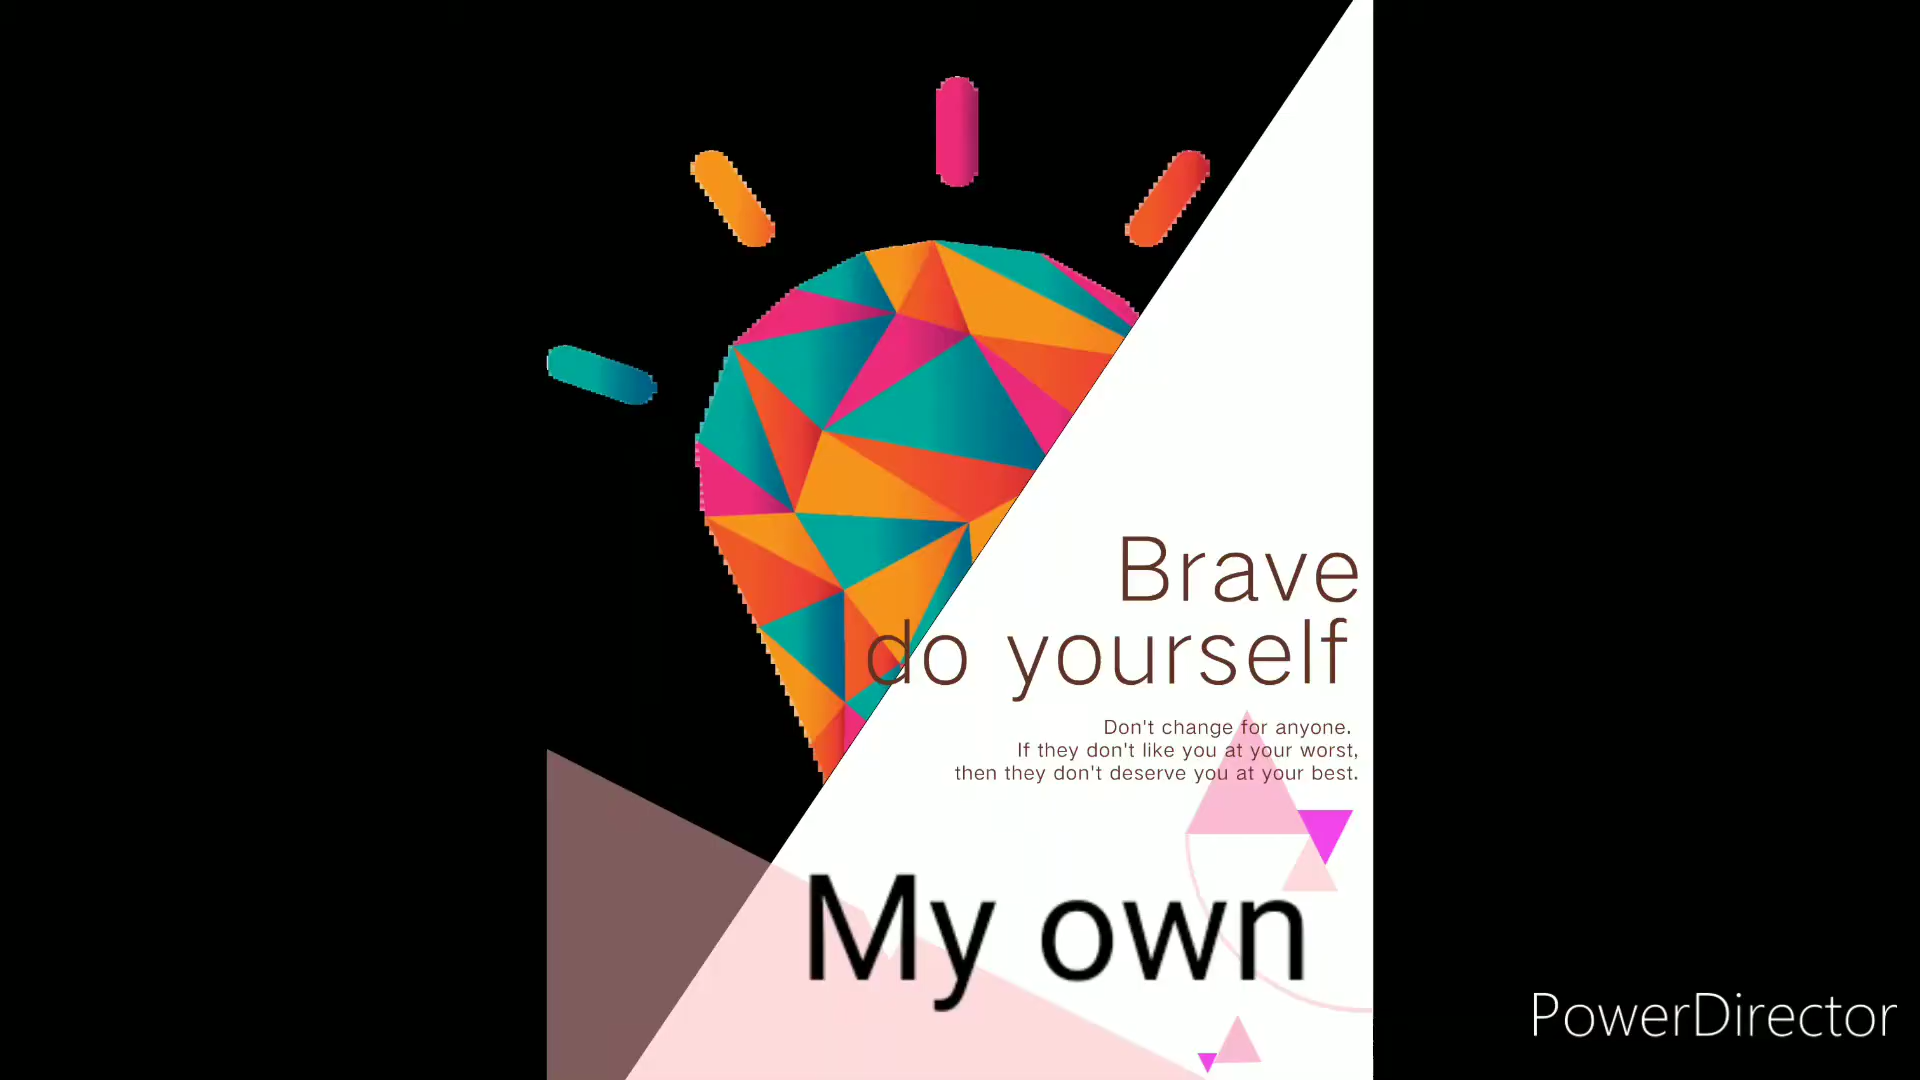 Brave
do yourself
Don't change for anyone.
If they don't like you at your worst,
then they don't deserve you at your best.
My own
PowerDirector